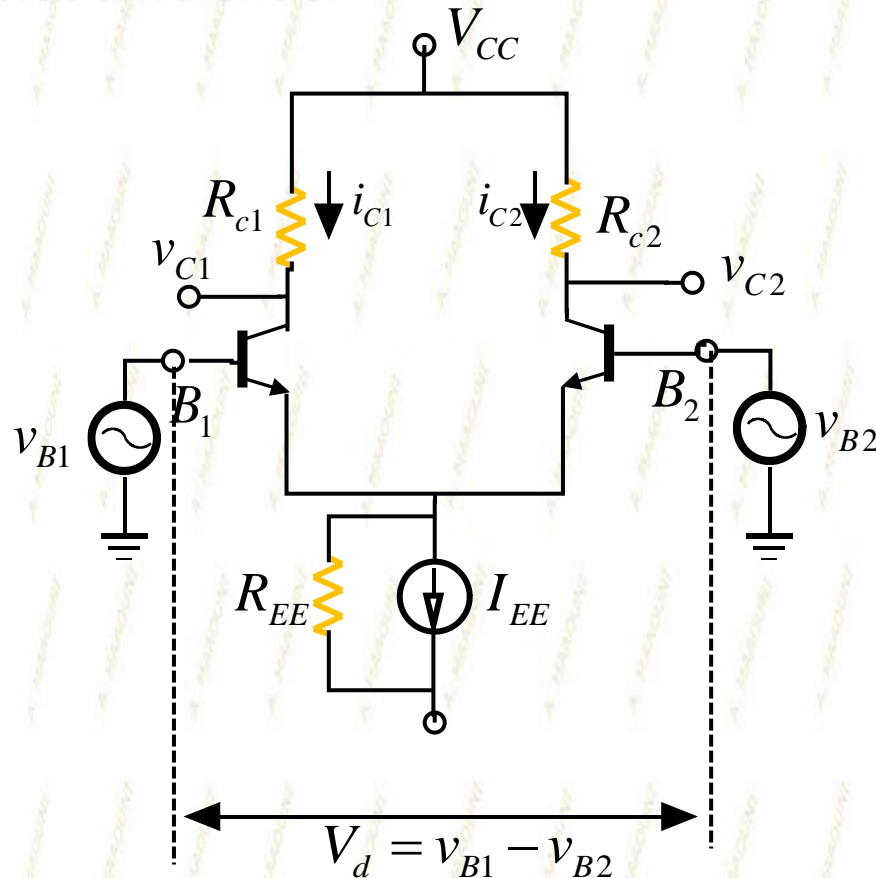 V_CC
R_c1 i_C1 i_C2 R_c2
v_C1 v_C2
B_1 B_2
v_B1 v_B2
R_EE I_EE
V_d = v_B1 − v_B2